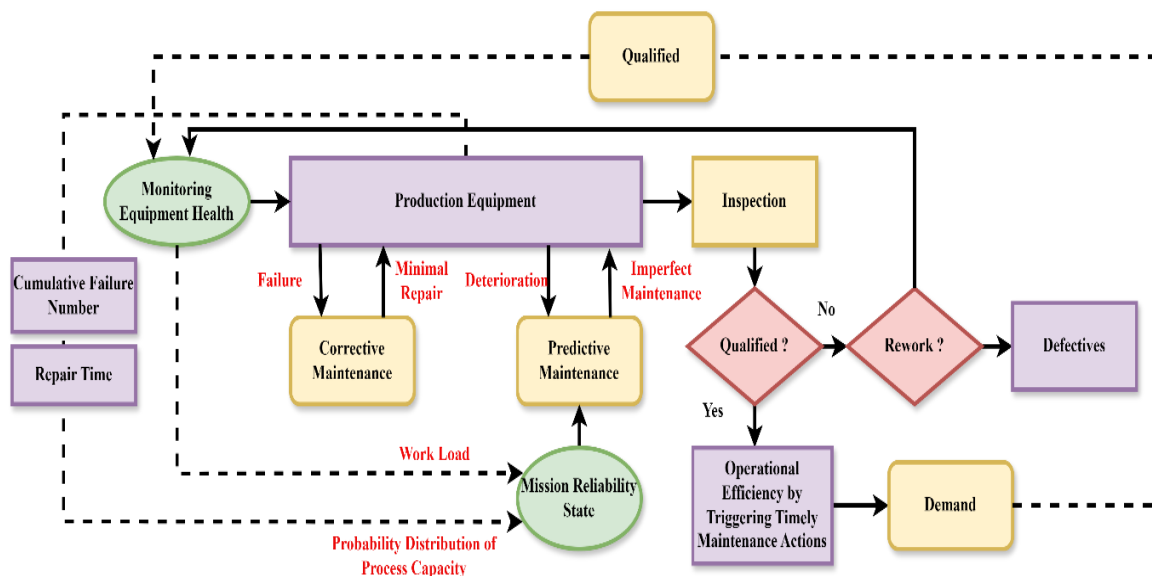 Qualified
Monitoring
Equipment Health
Production Equipment
Inspection
Failure
Minimal
Repair
Deterioration
Imperfect
Maintenance
Cumulative Failure
Number
Repair Time
Corrective
Maintenance
Predictive
Maintenance
Qualified ?
No
Rework ?
Defectives
Yes
Work Load
Mission Reliability
State
Probability Distribution of
Process Capacity
Operational
Efficiency by
Triggering Timely
Maintenance Actions
Demand